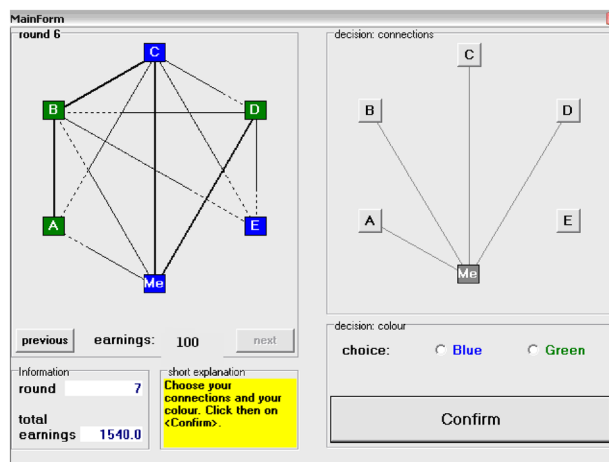 MainForm
round 6
C
B
D
A
E
Me
previous
earnings:
100
next
Information
round
7
total
earnings
1540.0
short explanation
Choose your
connections and your
colour. Click then on
<Confirm>.
decision: connections
C
B
D
A
E
Me
decision: colour
choice:
Blue
Green
Confirm